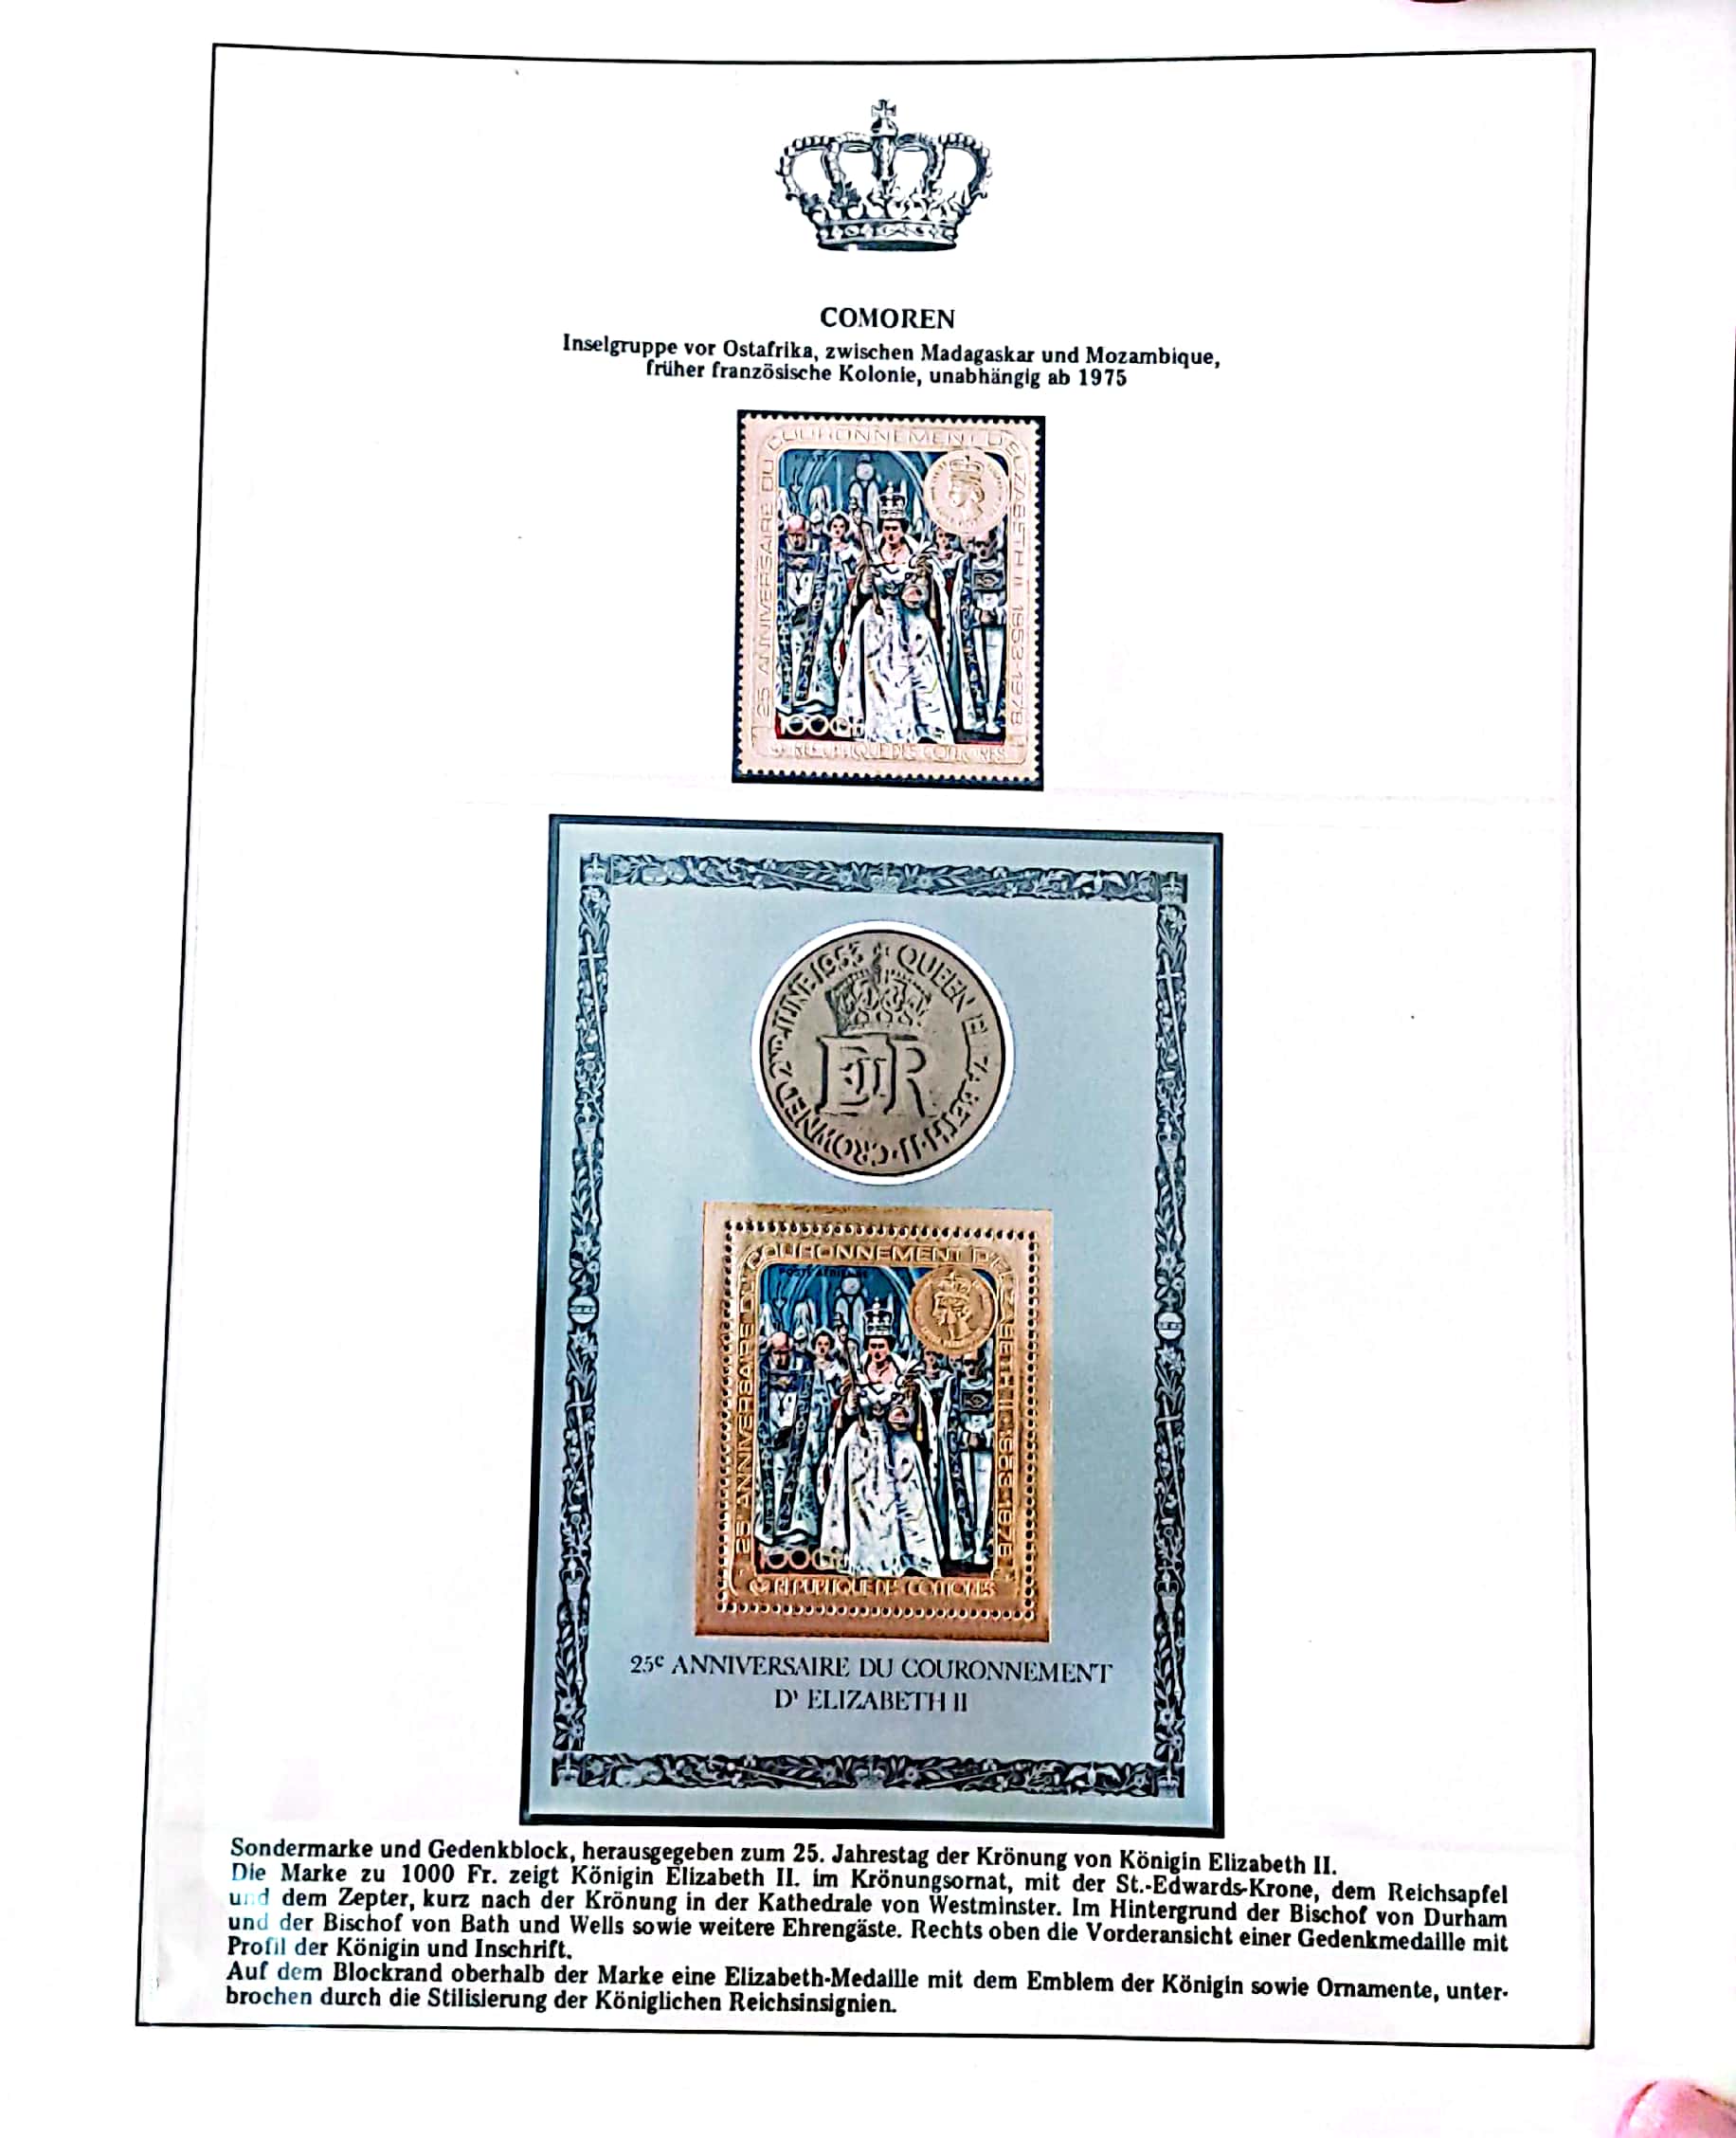 COMOREN
Inselgruppe vor Ostafrika, zwischen Madagaskar und Mozambique,
früher französische Kolonie, unabhängig ab 1975
25 ANNIVERSAIRE DU COURONNEMENT D'ELIZABETH II 1953-1978
1000
REPUBLIQUE DES COMORES
QUEEN ELIZABETH·II·CROWNED 2ND JUNE 1953
EIIR
25 ANNIVERSAIRE DU COURONNEMENT D'ELIZABETH II 1953-1978
POSTE AERIENNE
1000
REPUBLIQUE DES COMORES
25e ANNIVERSAIRE DU COURONNEMENT
D' ELIZABETH II
Sondermarke und Gedenkblock, herausgegeben zum 25. Jahrestag der Krönung von Königin Elizabeth II.
Die Marke zu 1000 Fr. zeigt Königin Elizabeth II. im Krönungsornat, mit der St.-Edwards-Krone, dem Reichsapfel
und dem Zepter, kurz nach der Krönung in der Kathedrale von Westminster. Im Hintergrund der Bischof von Durham
und der Bischof von Bath und Wells sowie weitere Ehrengäste. Rechts oben die Vorderansicht einer Gedenkmedaille mit
Profil der Königin und Inschrift.
Auf dem Blockrand oberhalb der Marke eine Elizabeth-Medaille mit dem Emblem der Königin sowie Ornamente, unter-
brochen durch die Stilisierung der Königlichen Reichsinsignien.